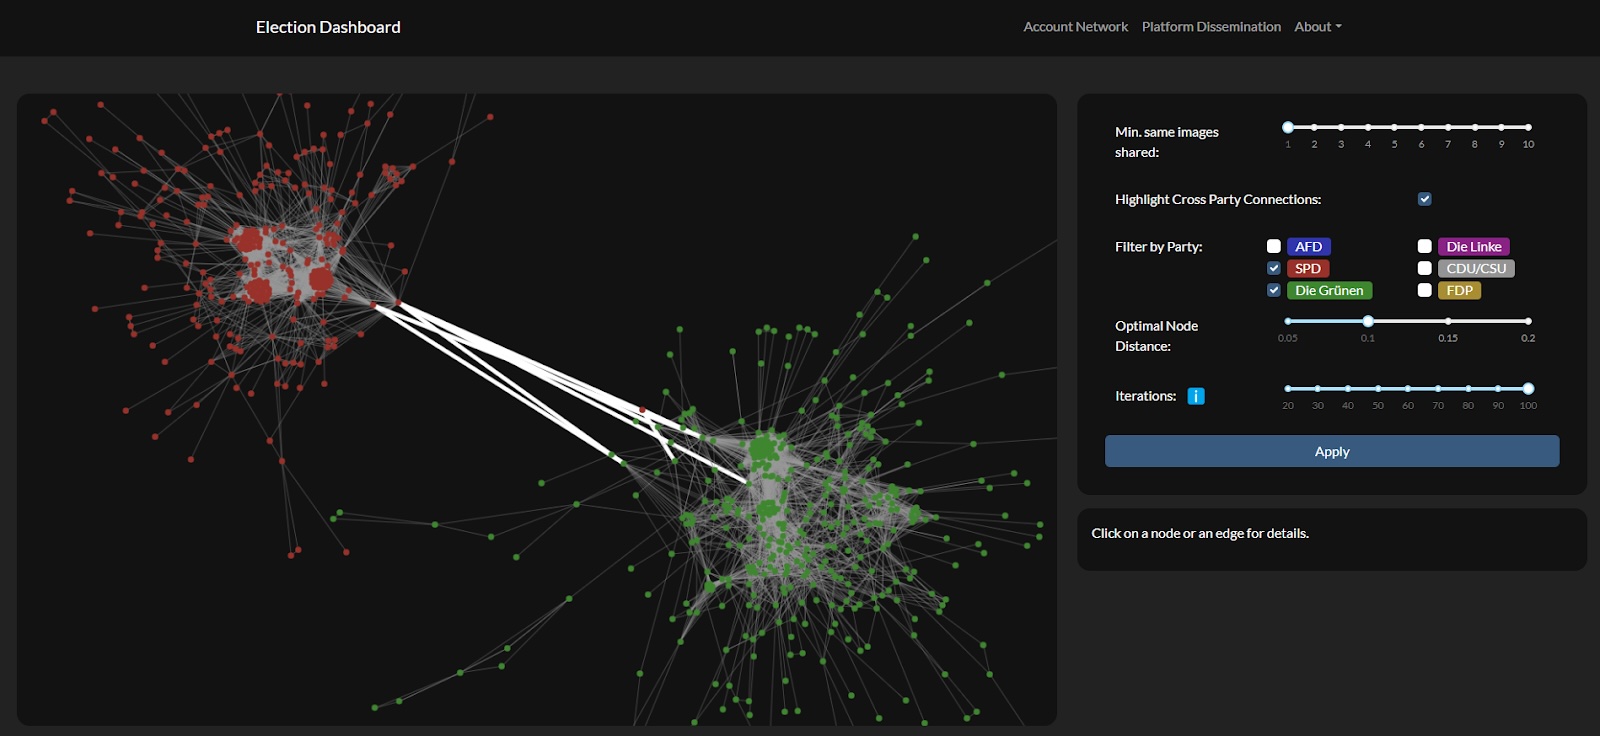 Election Dashboard
Account Network Platform Dissemination About
Min. same images
shared:
1 2 3 4 5 6 7 8 9 10
Highlight Cross Party Connections:
Filter by Party:
AFD
Die Linke
SPD
CDU/CSU
Die Grünen
FDP
Optimal Node
Distance:
0.05 0.1 0.15 0.2
Iterations: i
20 30 40 50 60 70 80 90 100
Apply
Click on a node or an edge for details.